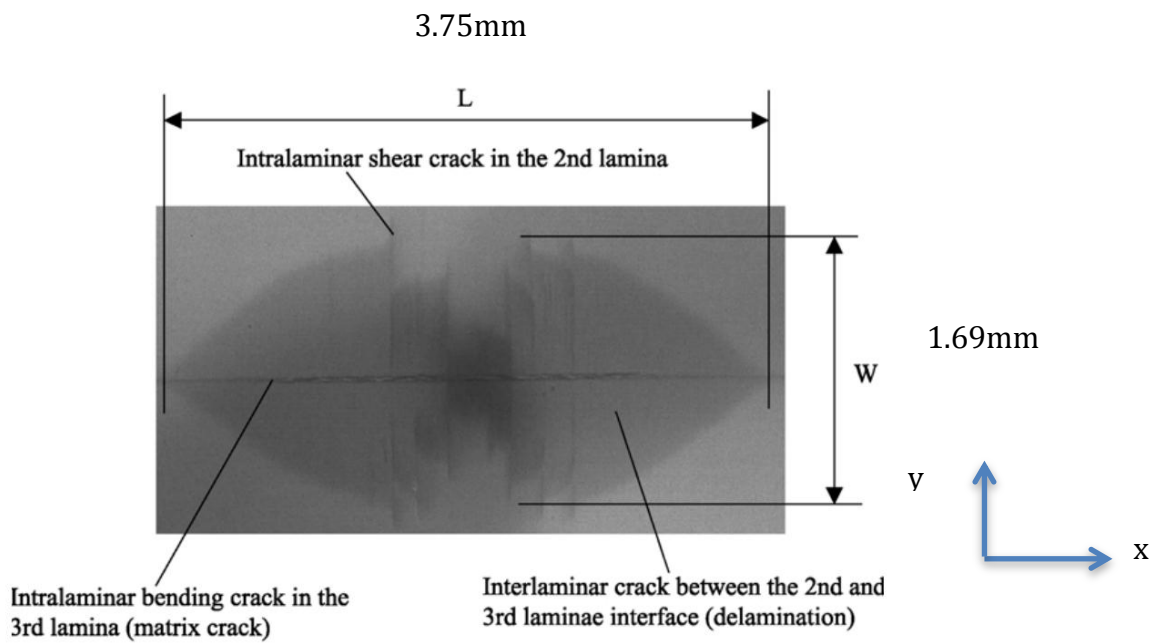 3.75mm
L
Intralaminar shear crack in the 2nd lamina
1.69mm
W
y
x
Intralaminar bending crack in the
3rd lamina (matrix crack)
Interlaminar crack between the 2nd and
3rd laminae interface (delamination)